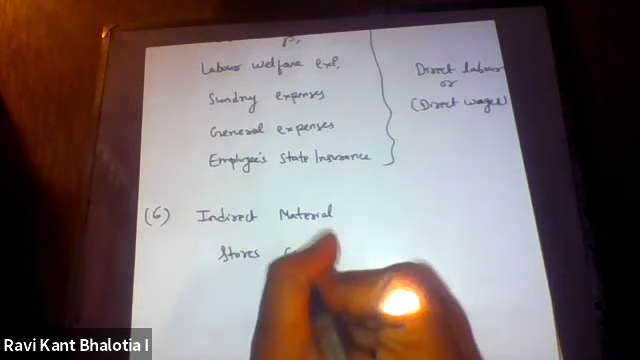 Labour welfare exp.
Sundry expenses
General expenses
Employee's State Insurance
Direct labour
or
(Direct wages)
(6) Indirect Material
Stores
Ravi Kant Bhalotia I